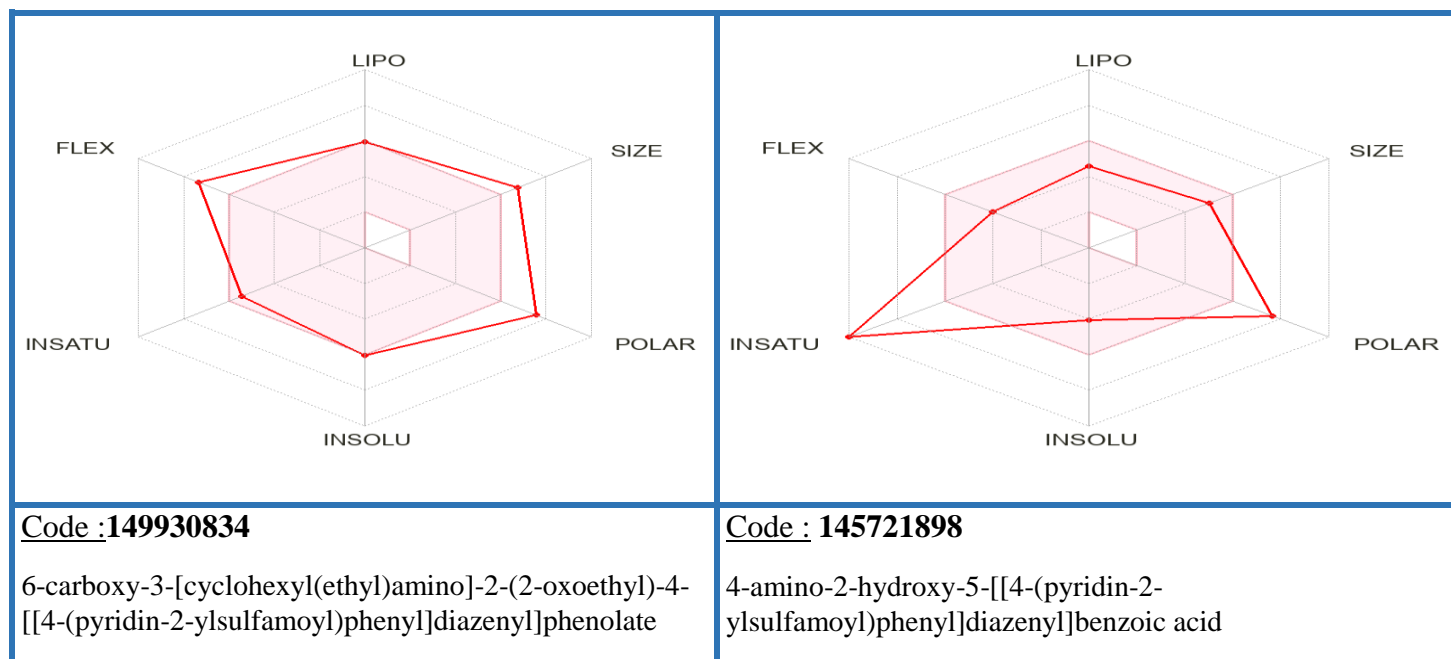 LIPO
FLEX
SIZE
INSATU
POLAR
INSOLU
LIPO
FLEX
SIZE
INSATU
POLAR
INSOLU
Code :149930834
6-carboxy-3-[cyclohexyl(ethyl)amino]-2-(2-oxoethyl)-4-
[[4-(pyridin-2-ylsulfamoyl)phenyl]diazenyl]phenolate
Code : 145721898
4-amino-2-hydroxy-5-[[4-(pyridin-2-
ylsulfamoyl)phenyl]diazenyl]benzoic acid